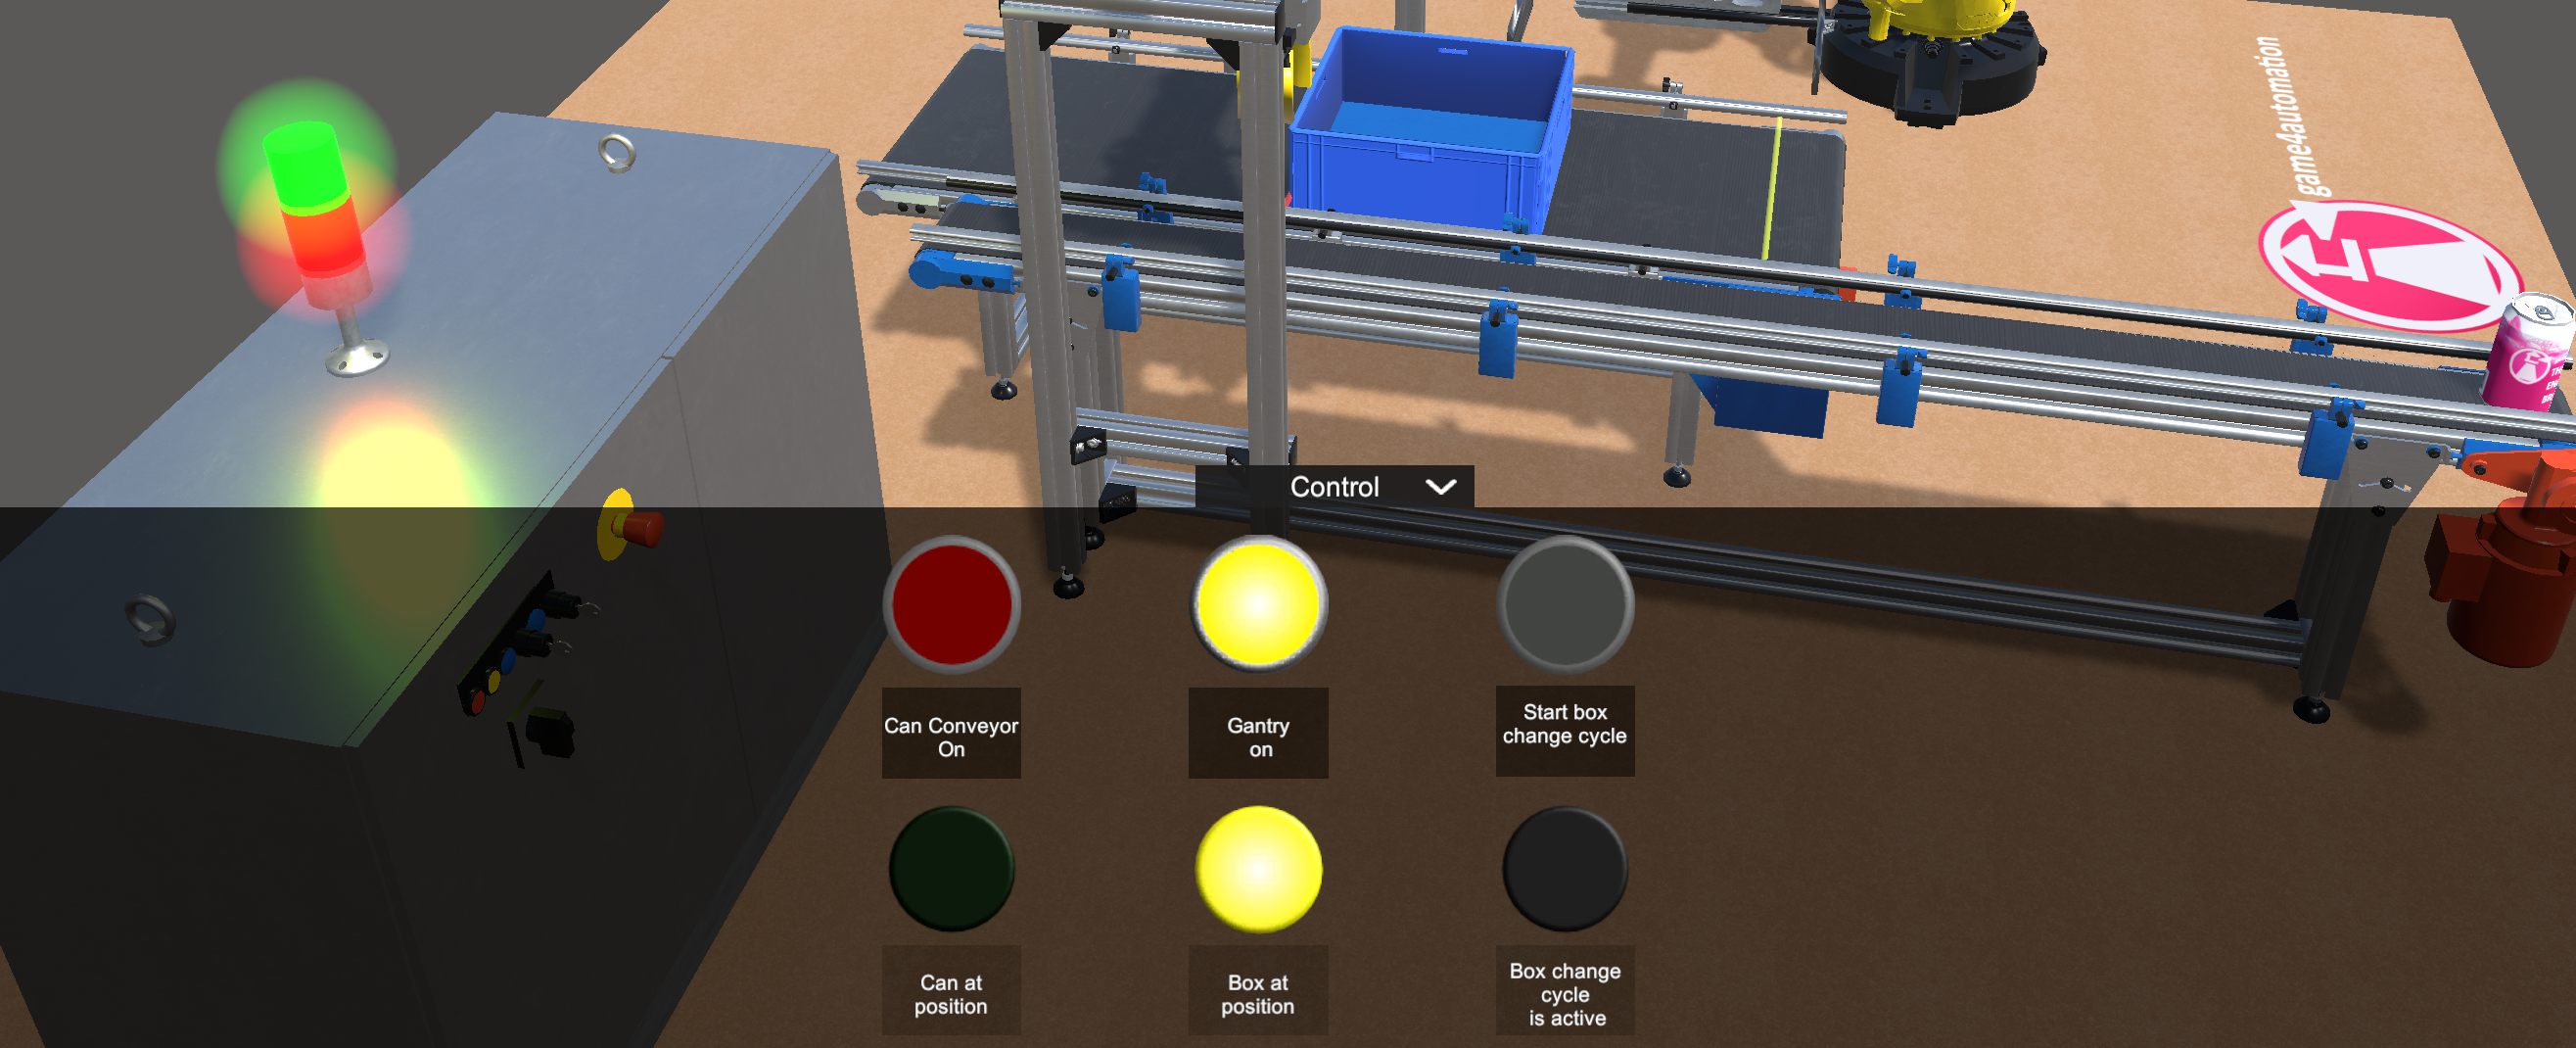 game4automation
Control
Can Conveyor
On
Gantry
on
Start box
change cycle
Can at
position
Box at
position
Box change
cycle
is active